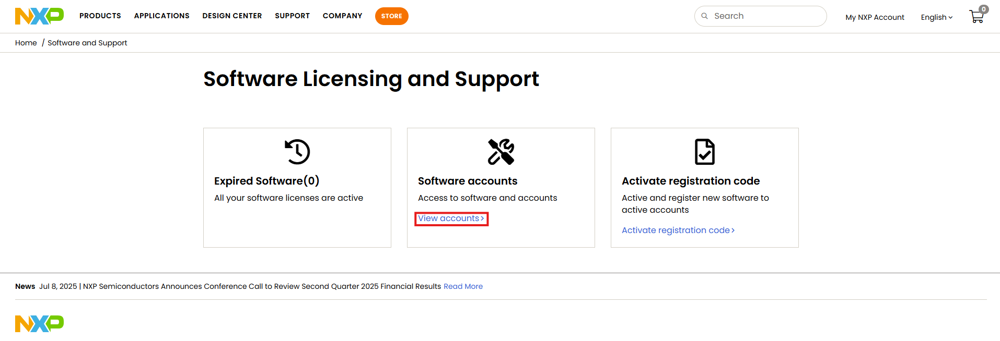 NXP PRODUCTS APPLICATIONS DESIGN CENTER SUPPORT COMPANY STORE Search My NXP Account English 0
Home / Software and Support
Software Licensing and Support
Expired Software(0)
All your software licenses are active
Software accounts
Access to software and accounts
View accounts
Activate registration code
Active and register new software to
active accounts
Activate registration code
News Jul 8, 2025 | NXP Semiconductors Announces Conference Call to Review Second Quarter 2025 Financial Results Read More
NXP